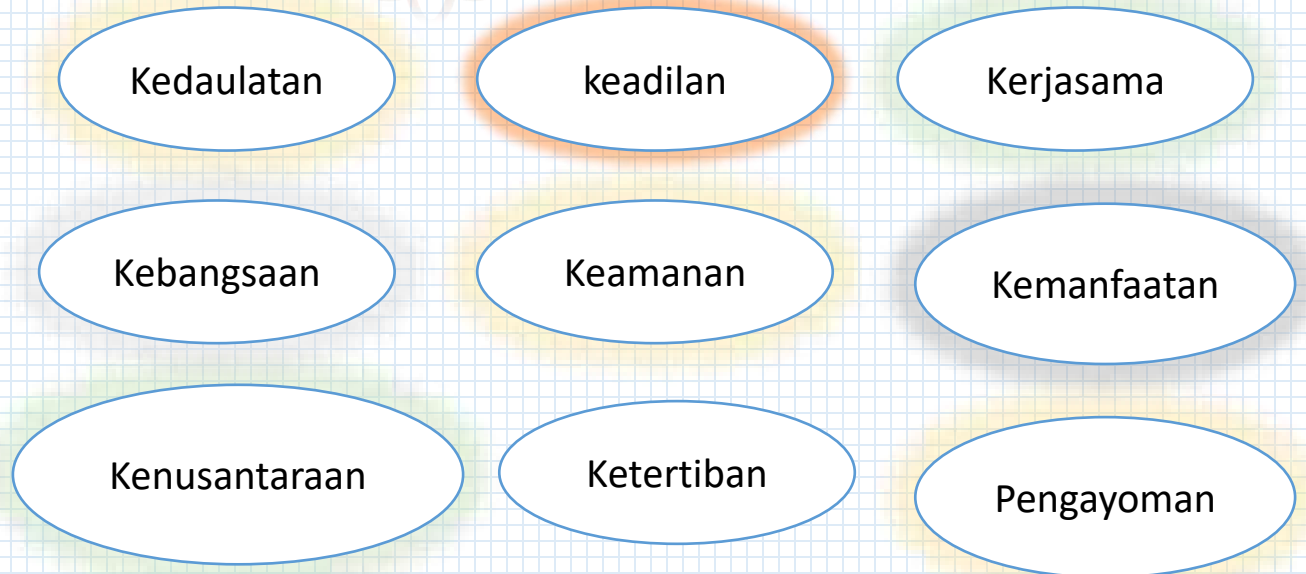 Kedaulatan
keadilan
Kerjasama
Kebangsaan
Keamanan
Kemanfaatan
Kenusantaraan
Ketertiban
Pengayoman